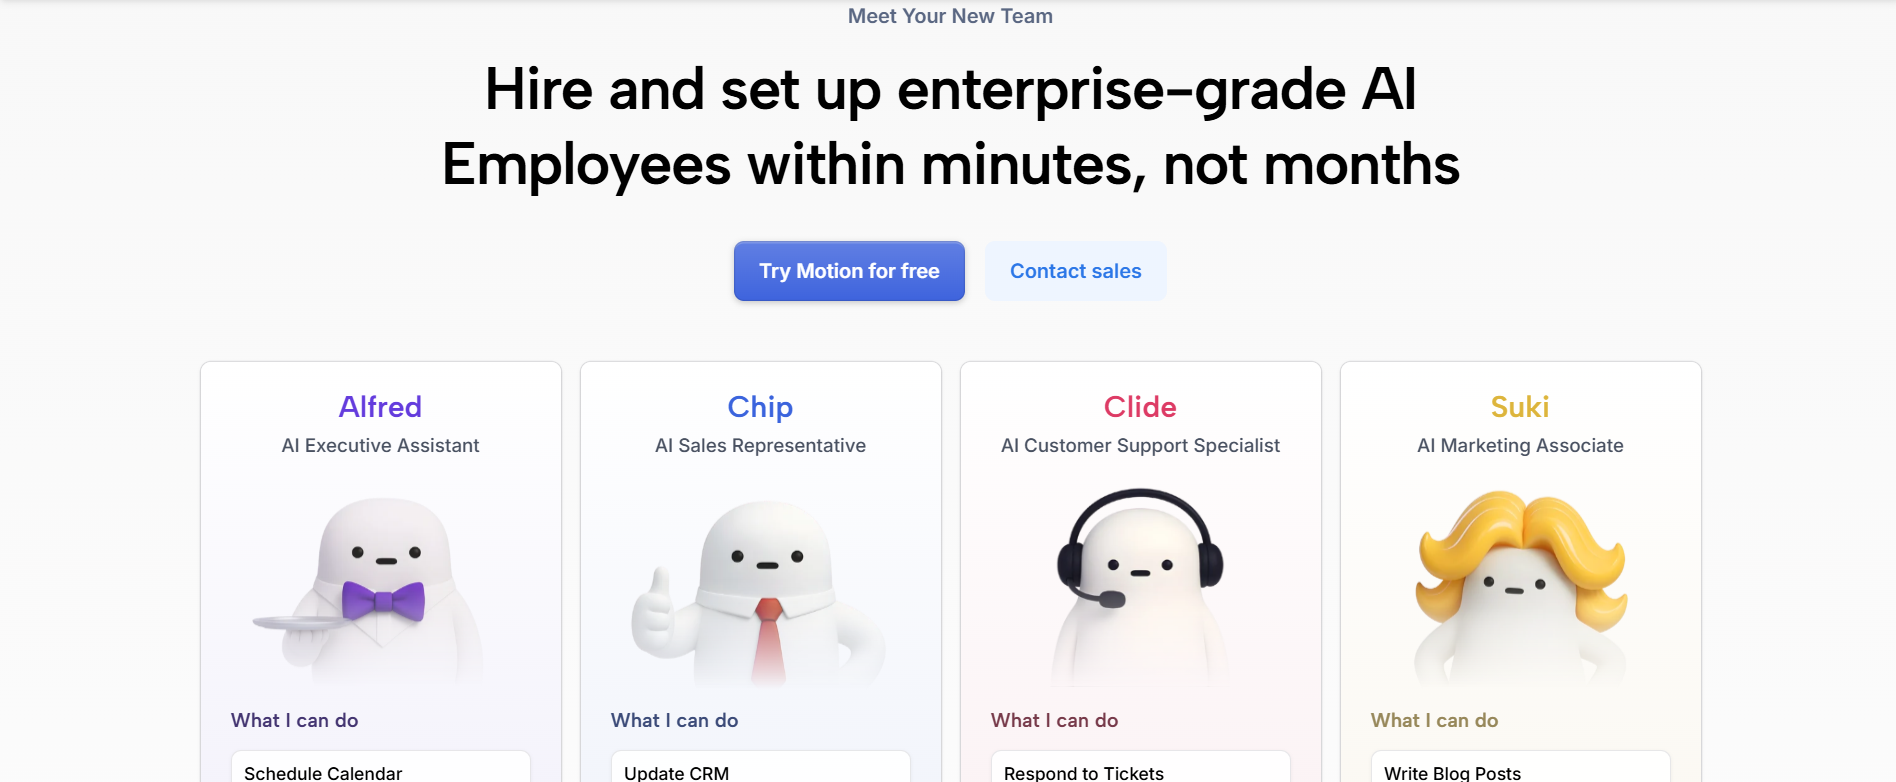 Meet Your New Team
Hire and set up enterprise-grade AI
Employees within minutes, not months
Try Motion for free
Contact sales
Alfred
AI Executive Assistant
What I can do
Schedule Calendar
Chip
AI Sales Representative
What I can do
Update CRM
Clide
AI Customer Support Specialist
What I can do
Respond to Tickets
Suki
AI Marketing Associate
What I can do
Write Blog Posts